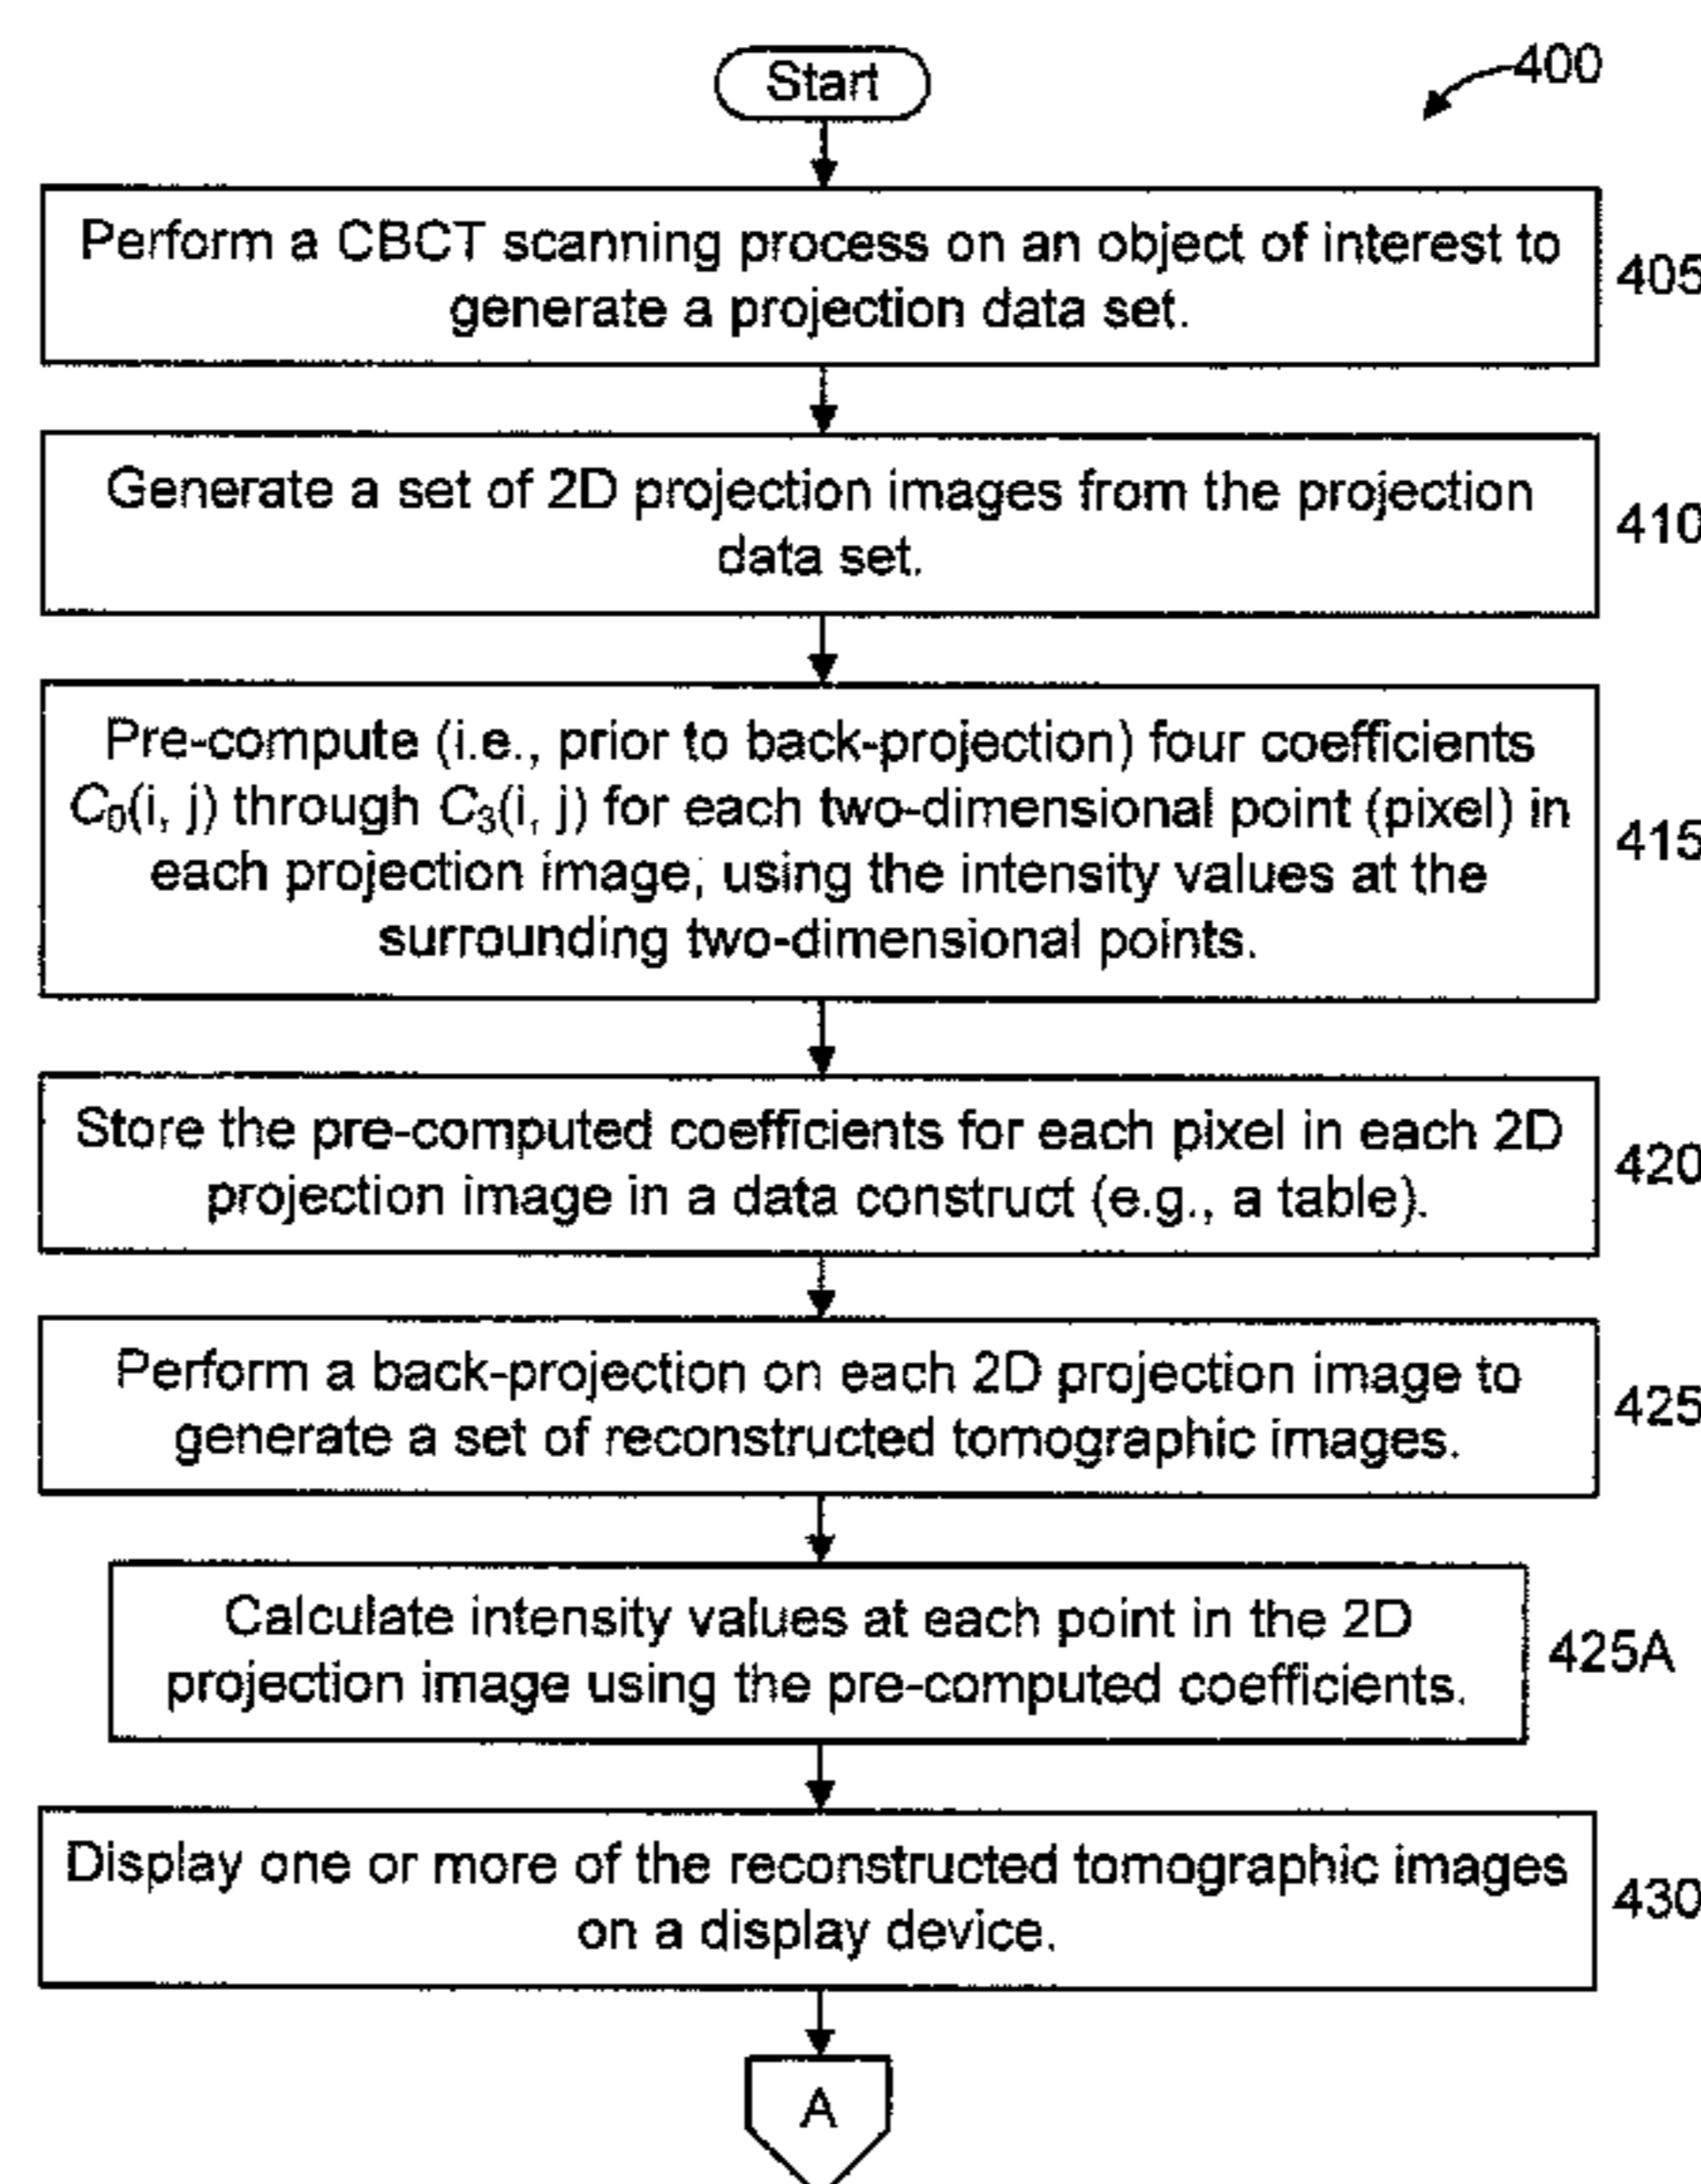 Start
400
Perform a CBCT scanning process on an object of interest to
generate a projection data set.
405
Generate a set of 2D projection images from the projection
data set.
410
Pre-compute (i.e., prior to back-projection) four coefficients
C₀(i, j) through C₃(i, j) for each two-dimensional point (pixel) in
each projection image, using the intensity values at the
surrounding two-dimensional points.
415
Store the pre-computed coefficients for each pixel in each 2D
projection image in a data construct (e.g., a table).
420
Perform a back-projection on each 2D projection image to
generate a set of reconstructed tomographic images.
425
Calculate intensity values at each point in the 2D
projection image using the pre-computed coefficients.
425A
Display one or more of the reconstructed tomographic images
on a display device.
430
A